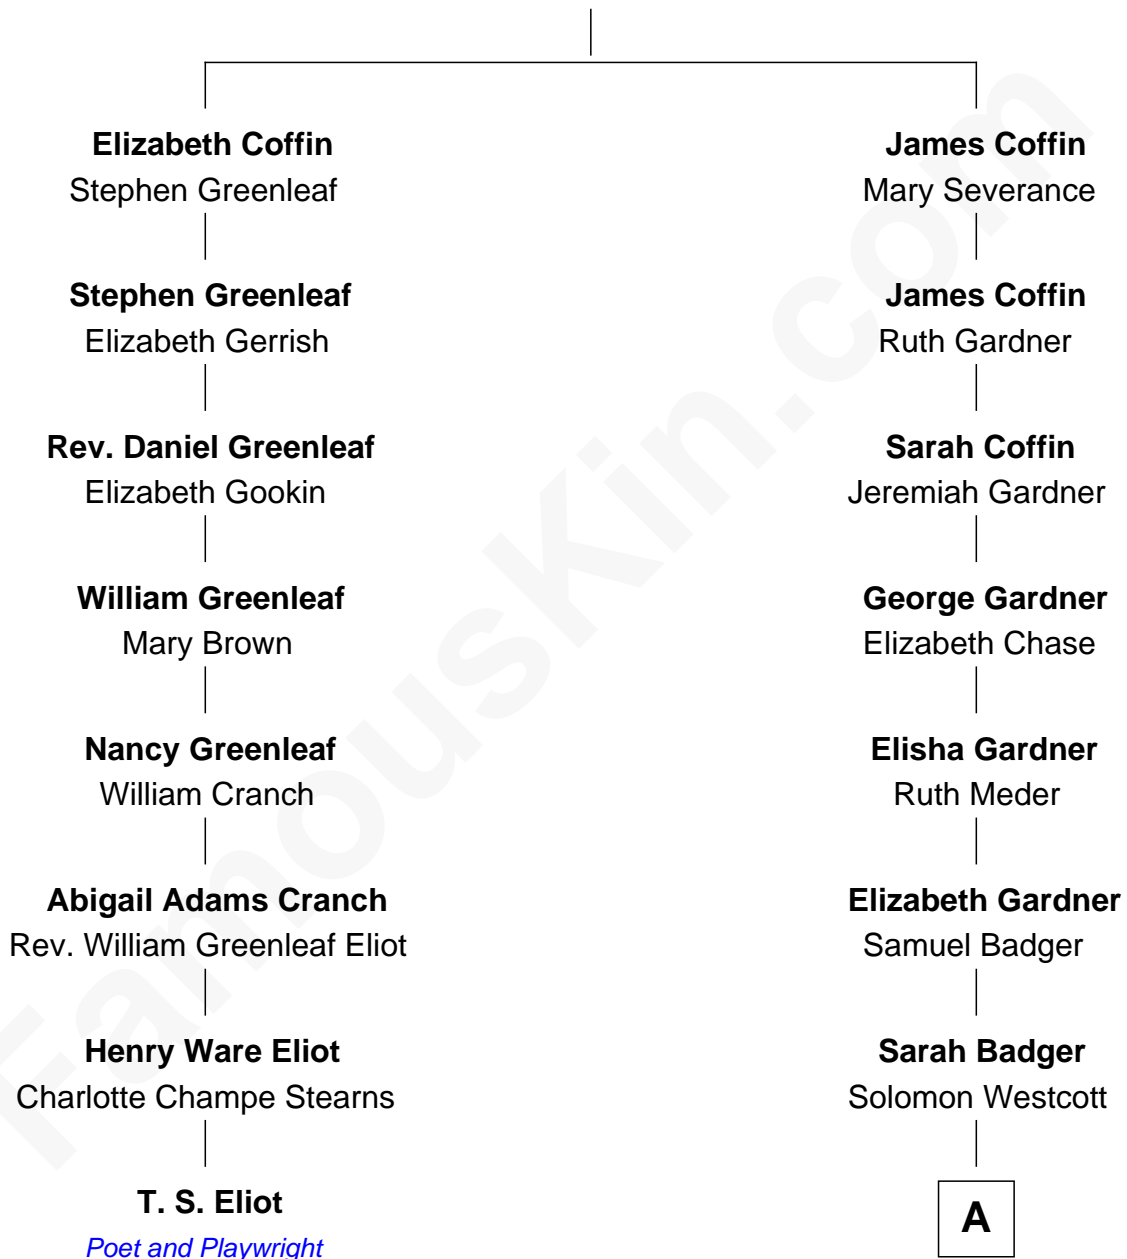 Elizabeth Coffin
Stephen Greenleaf
Stephen Greenleaf
Elizabeth Gerrish
Rev. Daniel Greenleaf
Elizabeth Gookin
William Greenleaf
Mary Brown
Nancy Greenleaf
William Cranch
Abigail Adams Cranch
Rev. William Greenleaf Eliot
Henry Ware Eliot
Charlotte Champe Stearns
T. S. Eliot
Poet and Playwright
James Coffin
Mary Severance
James Coffin
Ruth Gardner
Sarah Coffin
Jeremiah Gardner
George Gardner
Elizabeth Chase
Elisha Gardner
Ruth Meder
Elizabeth Gardner
Samuel Badger
Sarah Badger
Solomon Westcott
A
FamousKin.com